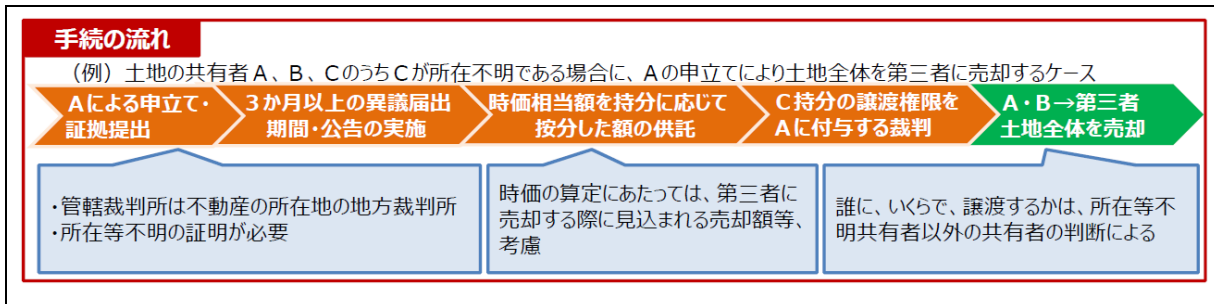 手続の流れ
（例）土地の共有者A、B、CのうちCが所在不明である場合に、Aの申立てにより土地全体を第三者に売却するケース
Aによる申立て・
証拠提出
３か月以上の異議届出
期間・公告の実施
時価相当額を持分に応じて
按分した額の供託
C持分の譲渡権限を
Aに付与する裁判
A・B→第三者
土地全体を売却
・管轄裁判所は不動産の所在地の地方裁判所
・所在等不明の証明が必要
時価の算定にあたっては、第三者に
売却する際に見込まれる売却額等、
考慮
誰に、いくらで、譲渡するかは、所在等不
明共有者以外の共有者の判断による